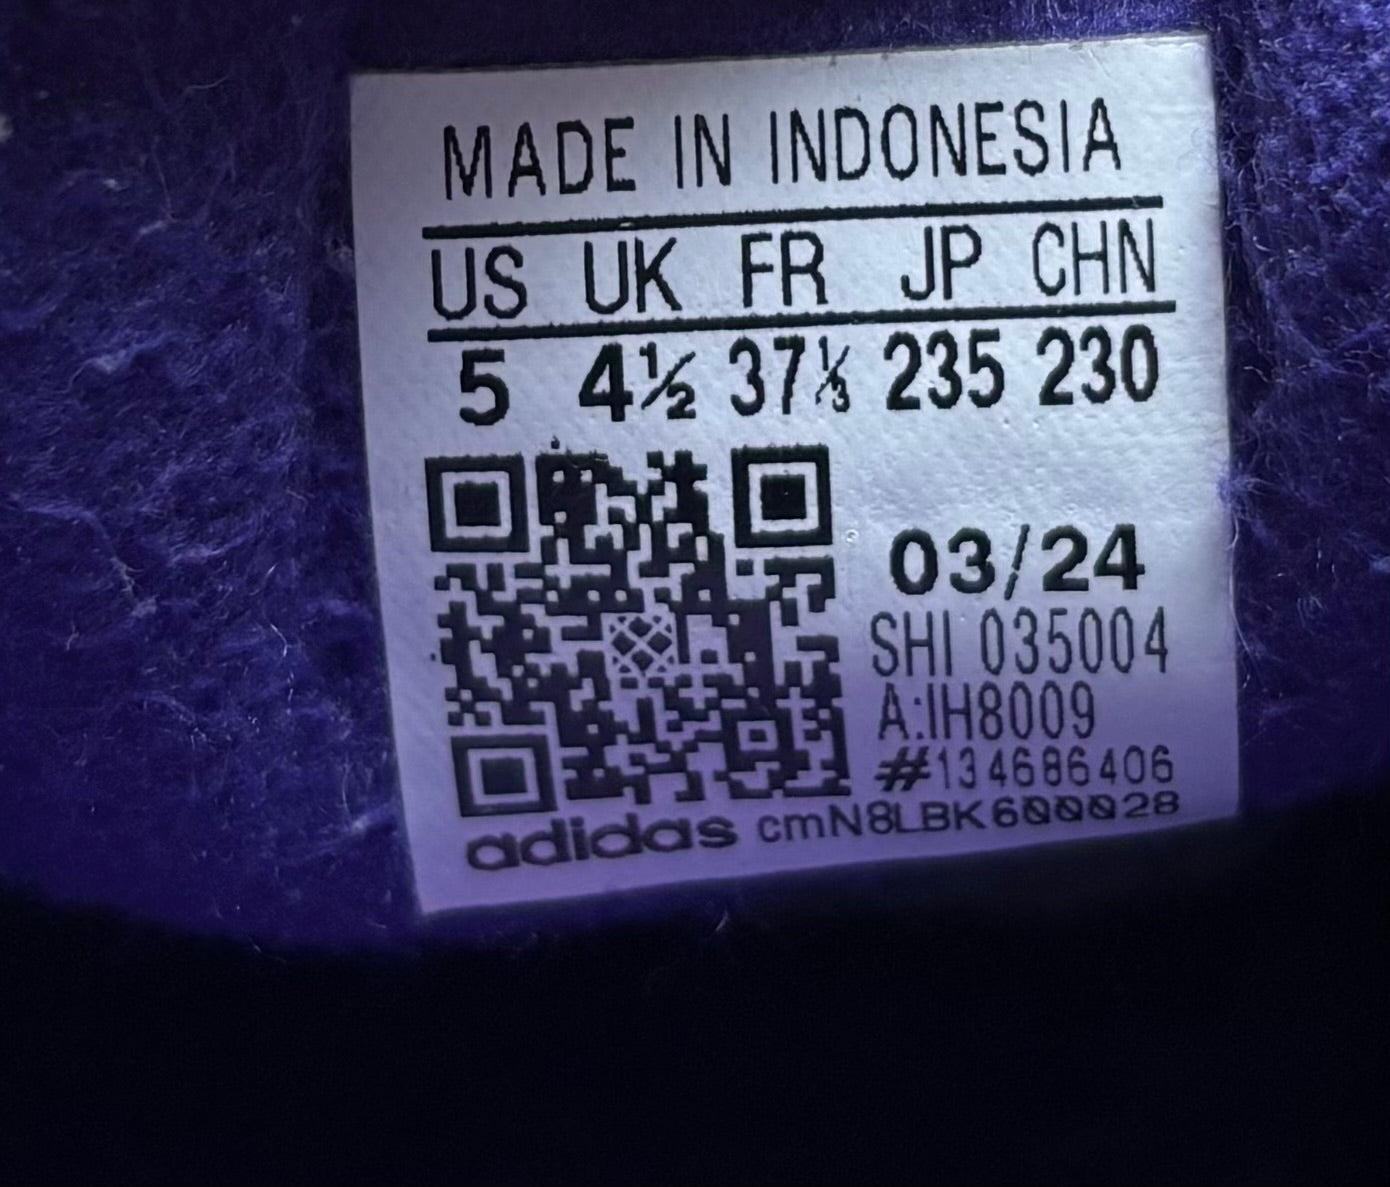 MADE IN INDONESIA
US UK FR JP CHN
5 4½ 37⅓ 235 230
03/24
SHI 035004
A:IH8009
#134686406
adidas cmN8LBK600028